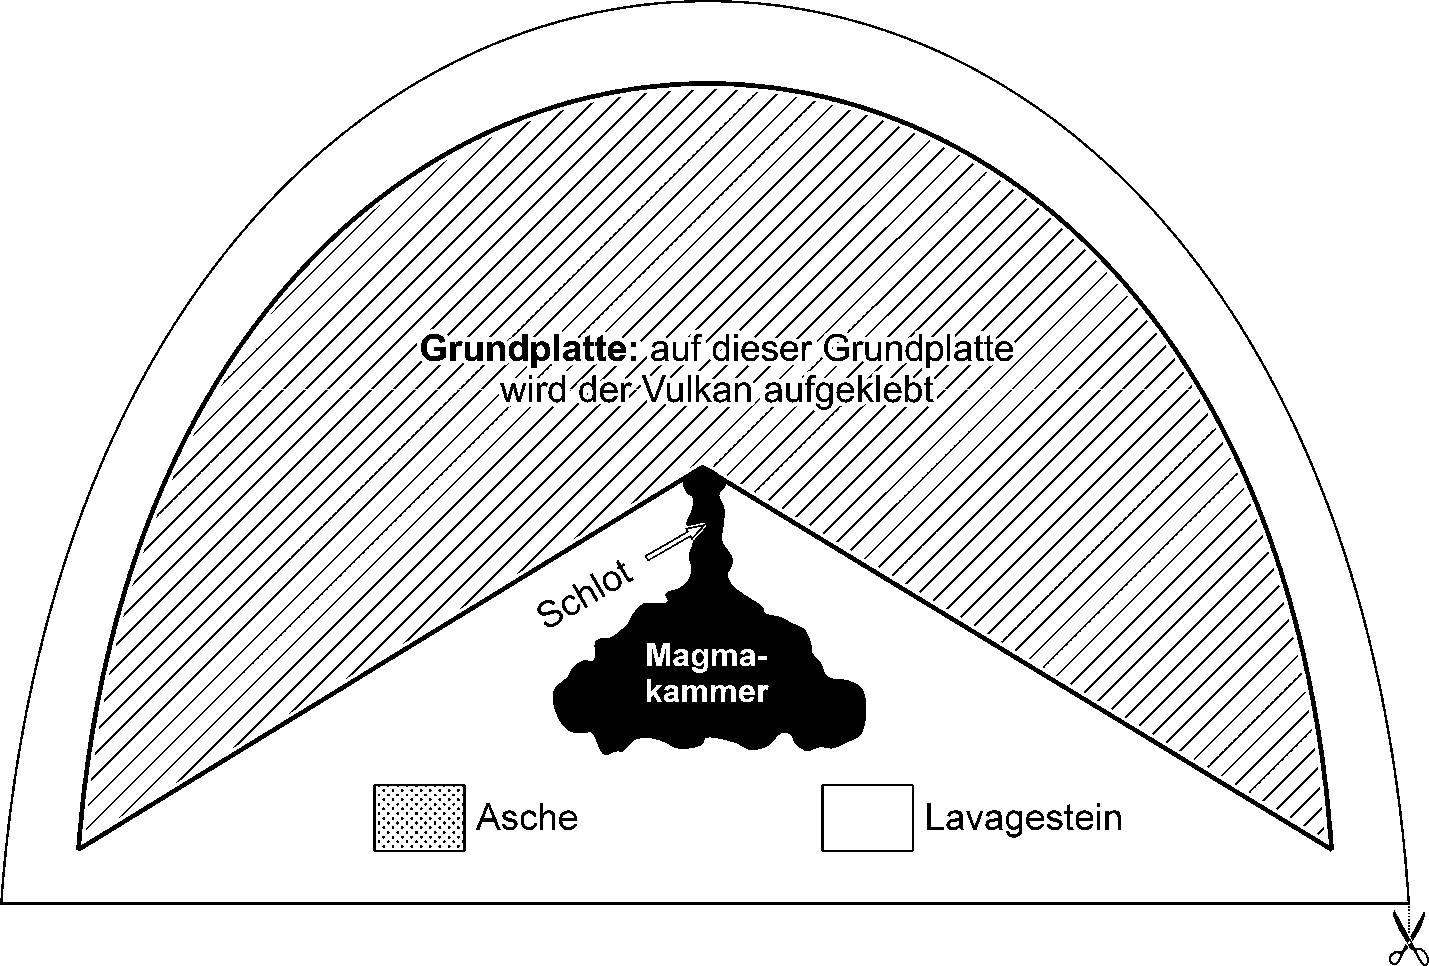 Grundplatte: auf dieser Grundplatte
wird der Vulkan aufgeklebt
Schlot
Magma-
kammer
Asche
Lavagestein